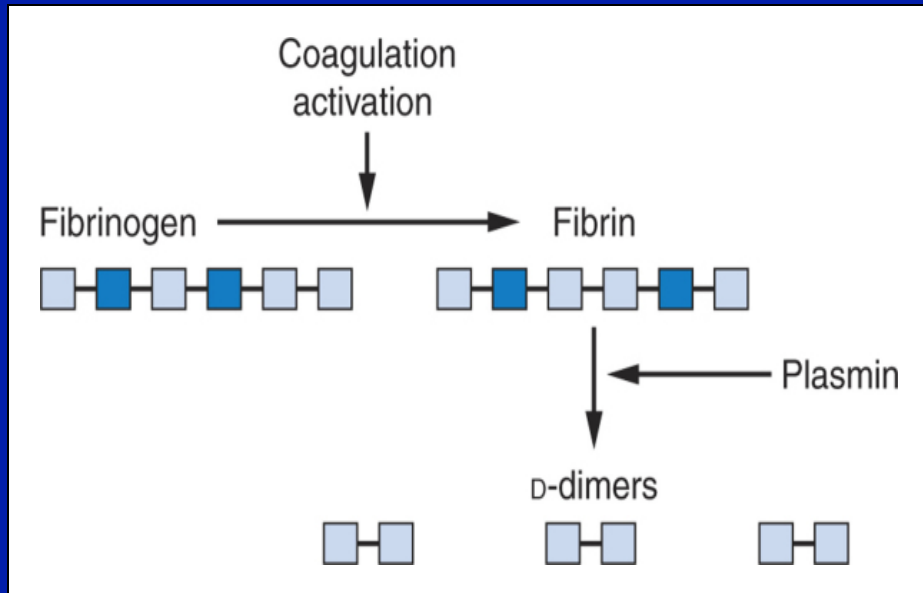 Coagulation
activation
Fibrinogen
Fibrin
Plasmin
D-dimers